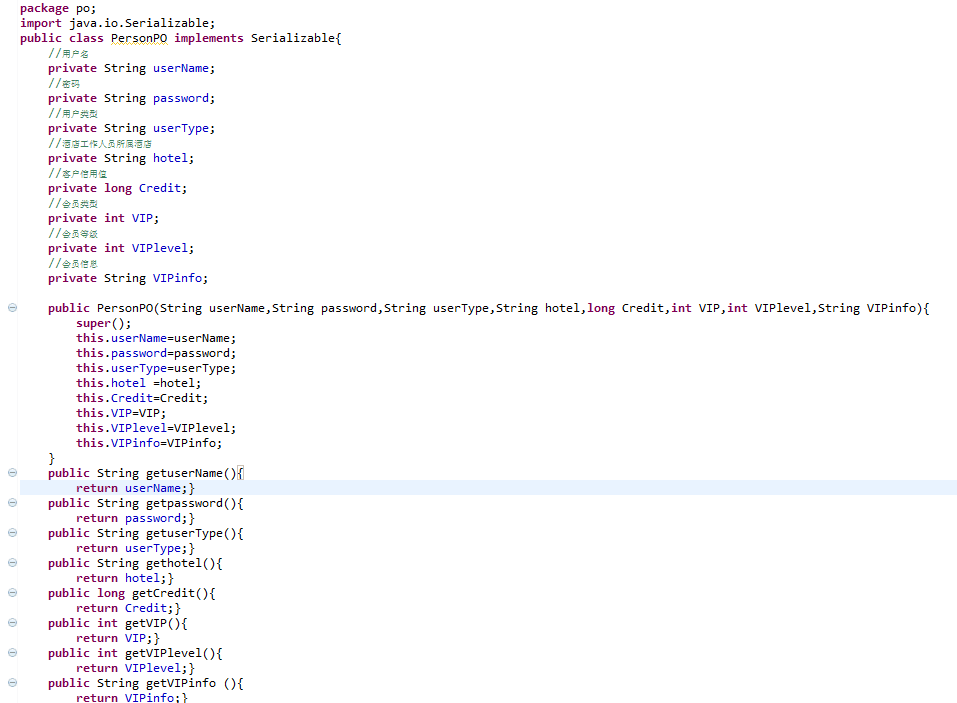 package po;
import java.io.Serializable;
public class PersonPO implements Serializable{
    //用户名
    private String userName;
    //密码
    private String password;
    //用户类型
    private String userType;
    //酒店工作人员所属酒店
    private String hotel;
    //客户信用值
    private long Credit;
    //会员类型
    private int VIP;
    //会员等级
    private int VIPlevel;
    //会员信息
    private String VIPinfo;

    public PersonPO(String userName,String password,String userType,String hotel,long Credit,int VIP,int VIPlevel,String VIPinfo){
        super();
        this.userName=userName;
        this.password=password;
        this.userType=userType;
        this.hotel =hotel;
        this.Credit=Credit;
        this.VIP=VIP;
        this.VIPlevel=VIPlevel;
        this.VIPinfo=VIPinfo;
    }
    public String getuserName(){
        return userName;}
    public String getpassword(){
        return password;}
    public String getuserType(){
        return userType;}
    public String gethotel(){
        return hotel;}
    public long getCredit(){
        return Credit;}
    public int getVIP(){
        return VIP;}
    public int getVIPlevel(){
        return VIPlevel;}
    public String getVIPinfo (){
        return VIPinfo;}